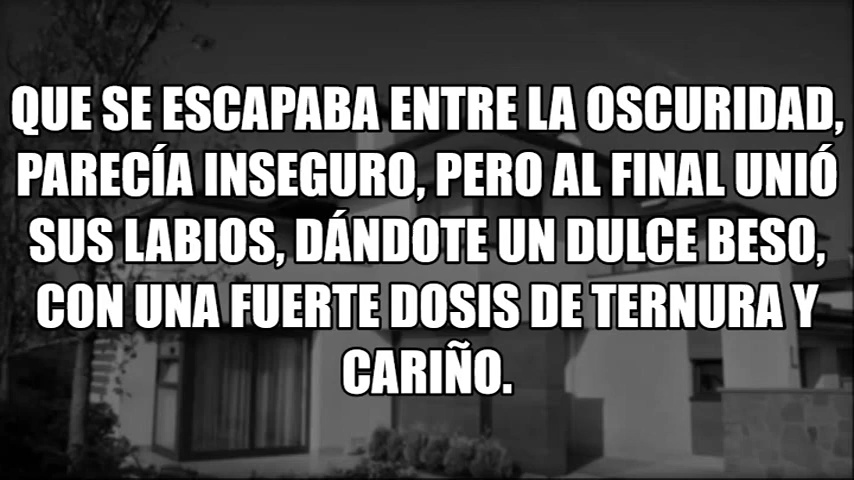 QUE SE ESCAPABA ENTRE LA OSCURIDAD,
PARECÍA INSEGURO, PERO AL FINAL UNIÓ
SUS LABIOS, DÁNDOTE UN DULCE BESO,
CON UNA FUERTE DOSIS DE TERNURA Y
CARIÑO.